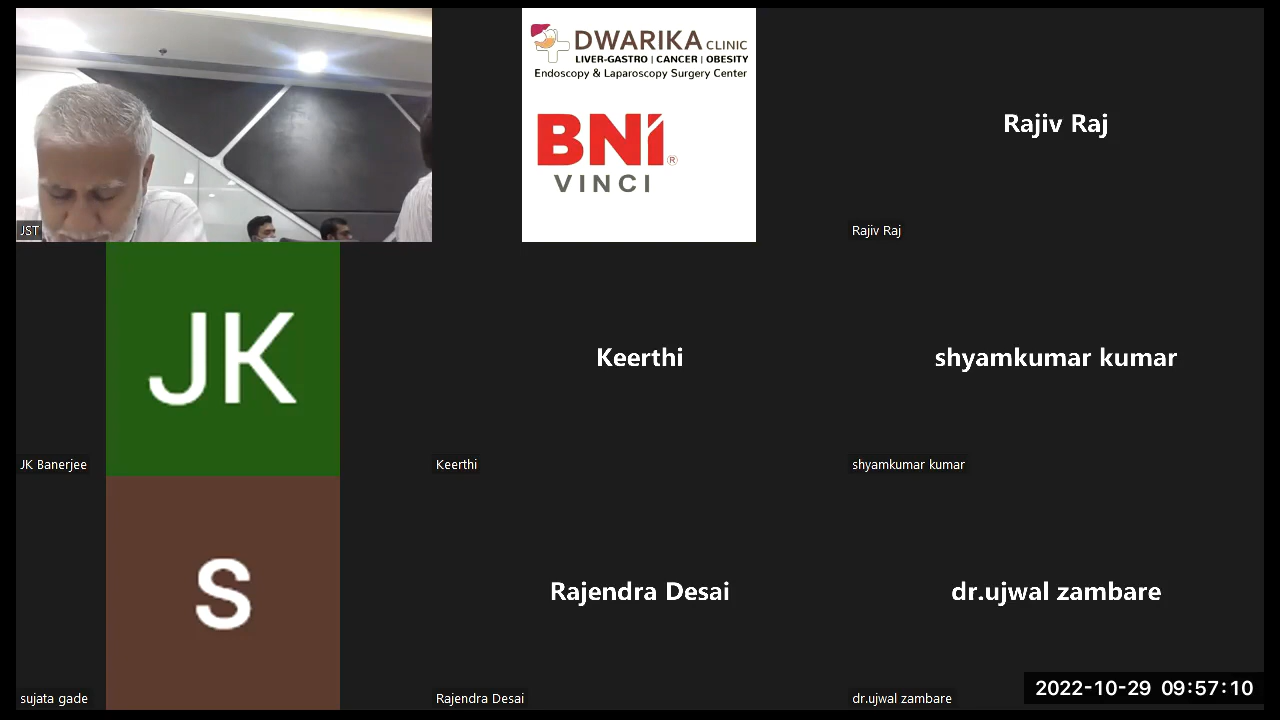 JST
DWARIKA CLINIC
LIVER-GASTRO | CANCER | OBESITY
Endoscopy & Laparoscopy Surgery Center
BNI®
VINCI
Rajiv Raj
Rajiv Raj
JK
JK Banerjee
Keerthi
Keerthi
shyamkumar kumar
shyamkumar kumar
S
sujata gade
Rajendra Desai
Rajendra Desai
dr.ujwal zambare
dr.ujwal zambare
2022-10-29 09:57:10